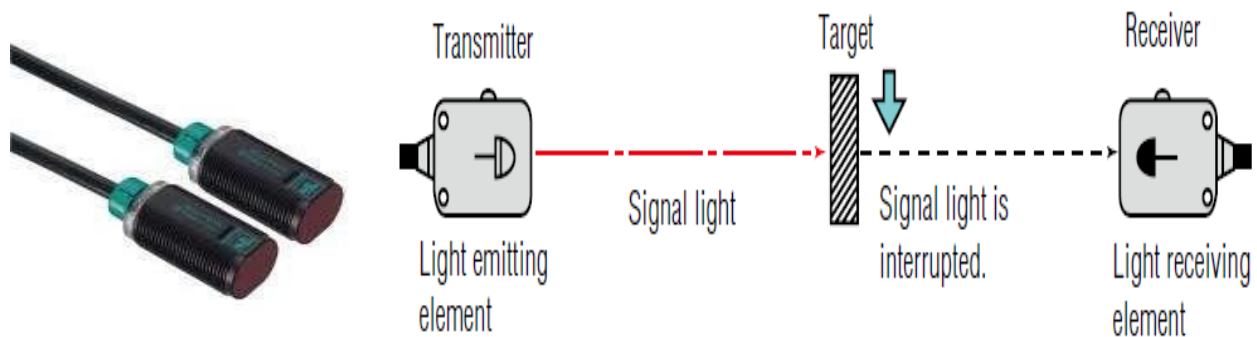 Transmitter
Target
Receiver
Signal light
Signal light is
interrupted.
Light emitting
element
Light receiving
element